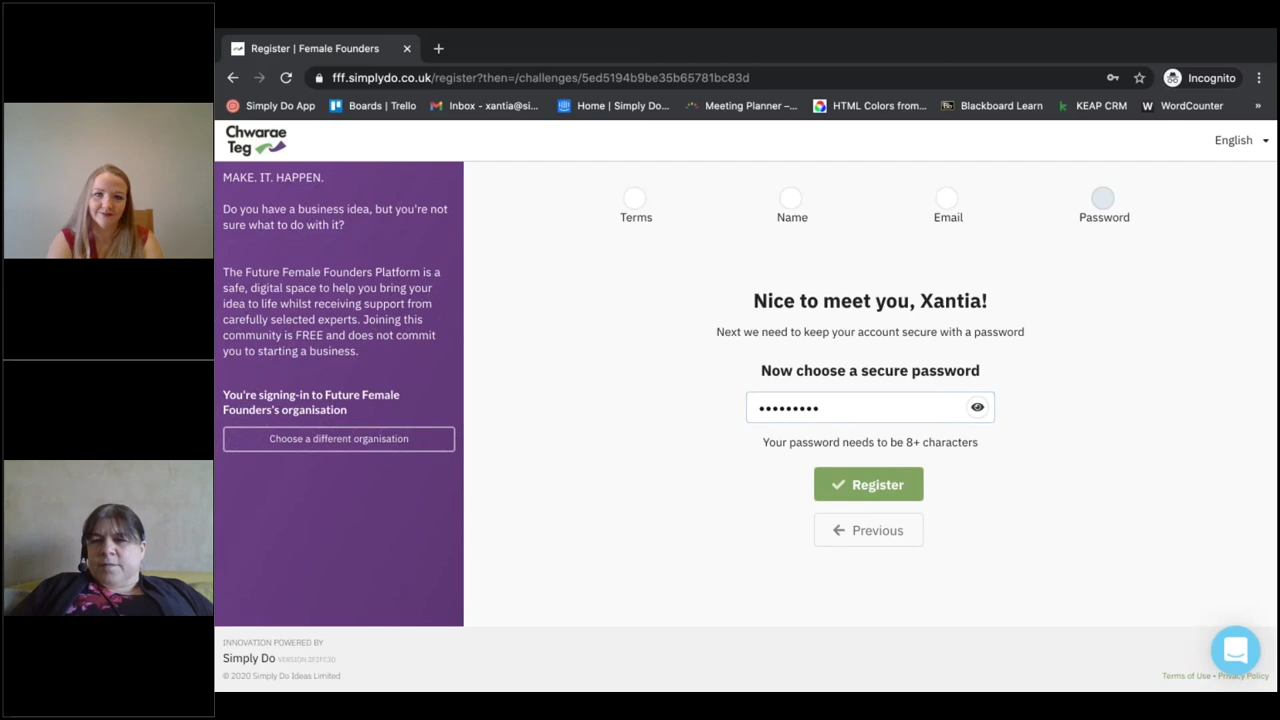 Register | Female Founders
fff.simplydo.co.uk/register?then=/challenges/5ed5194b9be35b65781bc83d
Incognito
Simply Do App
Boards | Trello
Inbox - xantia@si...
Home | Simply Do...
Meeting Planner –...
HTML Colors from...
Blackboard Learn
KEAP CRM
WordCounter
»
Chwarae
Teg
English
MAKE. IT. HAPPEN.
Do you have a business idea, but you're not
sure what to do with it?
The Future Female Founders Platform is a
safe, digital space to help you bring your
idea to life whilst receiving support from
carefully selected experts. Joining this
community is FREE and does not commit
you to starting a business.
You're signing-in to Future Female
Founders's organisation
Choose a different organisation
Terms
Name
Email
Password
Nice to meet you, Xantia!
Next we need to keep your account secure with a password
Now choose a secure password
•••••••••
Your password needs to be 8+ characters
Register
Previous
INNOVATION POWERED BY
Simply Do
© 2020 Simply Do Ideas Limited
Terms of Use • Privacy Policy